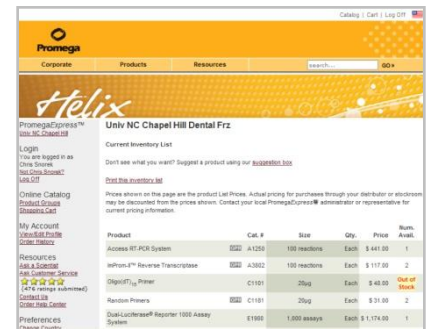 Catalog | Cart | Log Off
Promega
Corporate Products Resources search... GO»
Helix
PromegaExpress™
Univ NC Chapel Hill
Login
You are logged in as
Chris Snorek
Not Chris Snorek?
Log Off
Online Catalog
Product Groups
Shopping Cart
My Account
View/Edit Profile
Order History
Resources
Ask a Scientist
Ask Customer Service
(476 ratings submitted)
Contact Us
Order Help Center
Preferences
Change Country
Univ NC Chapel Hill Dental Frz
Current Inventory List
Don't see what you want? Suggest a product using our suggestion box
Print this inventory list
Prices shown on this page are the product List Prices. Actual pricing for purchases through your distributor or stockroom
may be discounted from the prices shown. Contact your local PromegaExpress administrator or representative for
current pricing information.
Product Cat. # Size Qty. Price Num. Avail.
Access RT-PCR System A1250 100 reactions Each $ 441.00 1
ImProm-II™ Reverse Transcriptase A3802 100 reactions Each $ 117.00 2
Oligo(dT)15 Primer C1101 20µg Each $ 48.00 Out of Stock
Random Primers C1181 20µg Each $ 31.00 2
Dual-Luciferase® Reporter 1000 Assay System E1980 1,000 assays Each $ 1,174.00 1